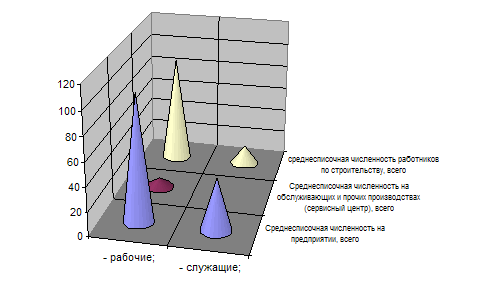 120
100
80
60
40
20
0
среднесписочная численность работников
по строительству, всего
Среднесписочная численность на
обслуживающих и прочих производствах
(сервисный центр), всего
Среднесписочная численность на
предприятии, всего
- рабочие;
- служащие;